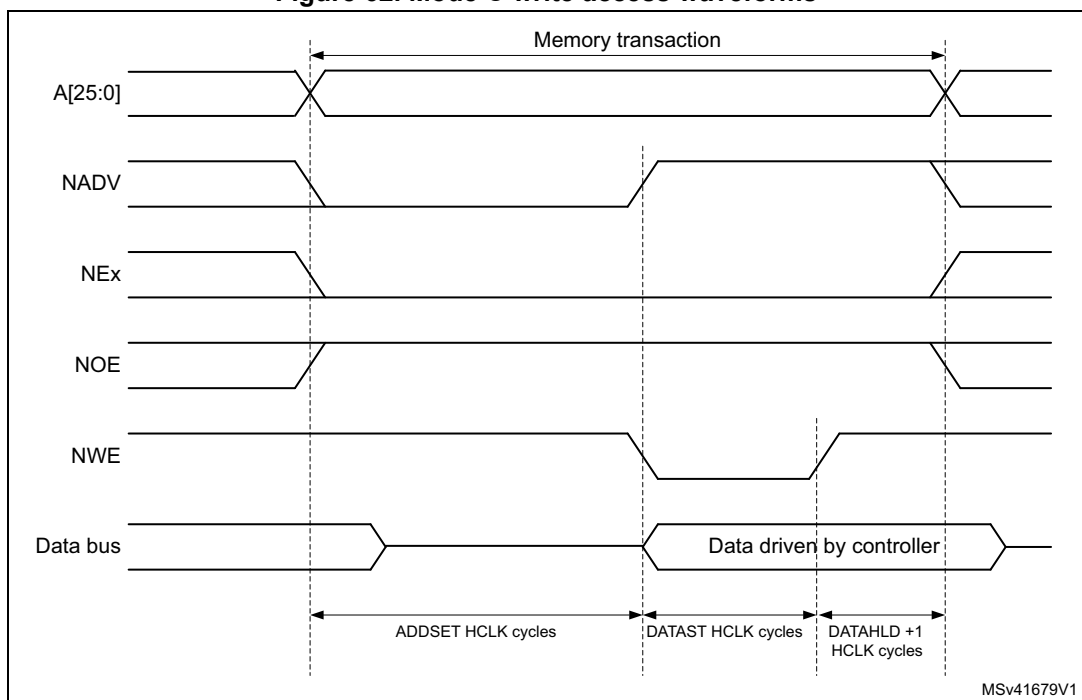 Memory transaction
A[25:0]
NADV
NEx
NOE
NWE
Data bus
Data driven by controller
ADDSET HCLK cycles
DATAST HCLK cycles
DATAHLD +1
HCLK cycles
MSv41679V1